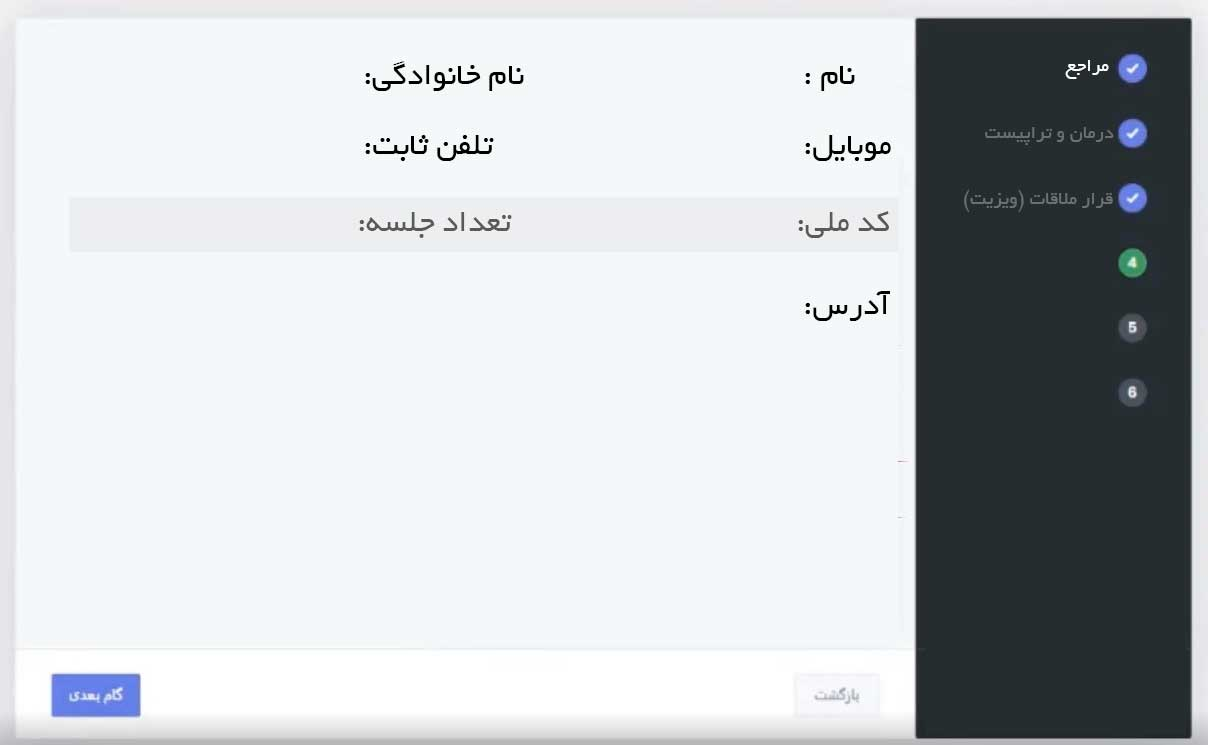 مراجع
درمان و تراپیست
قرار ملاقات (ویزیت)
4
5
6
نام : نام خانوادگی:
موبایل: تلفن ثابت:
کد ملی: تعداد جلسه:
آدرس:
بازگشت گام بعدی